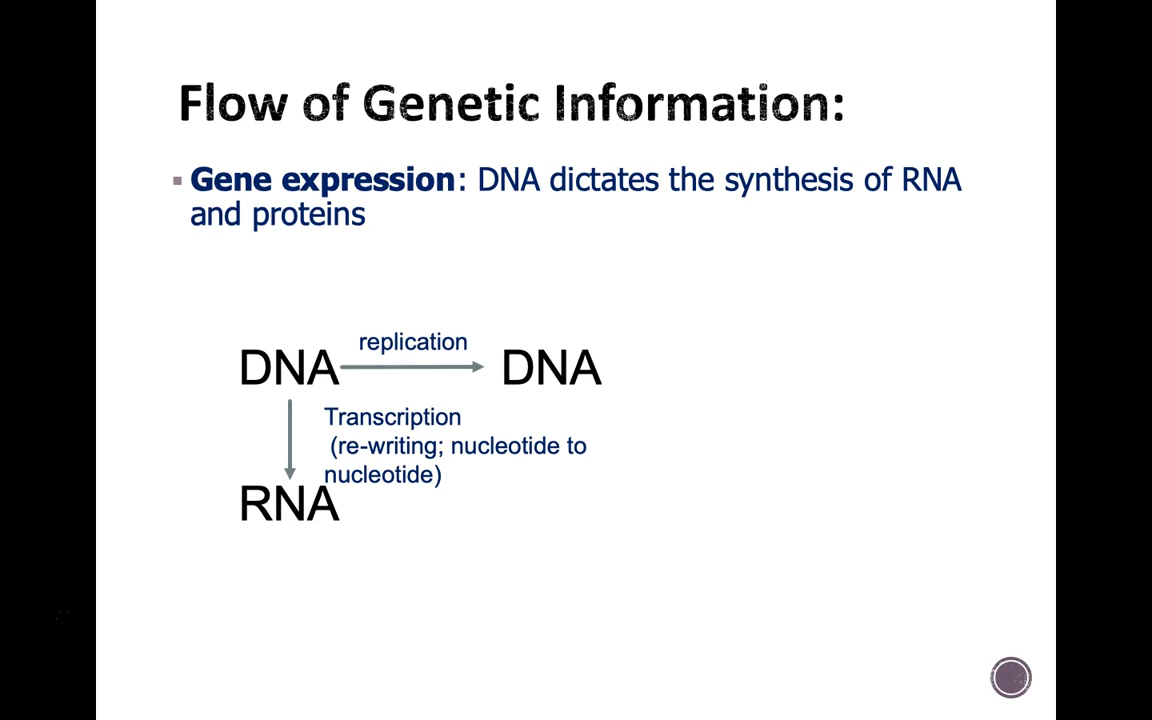 Flow of Genetic Information:
Gene expression: DNA dictates the synthesis of RNA
and proteins
replication
DNA DNA
Transcription
(re-writing; nucleotide to
nucleotide)
RNA